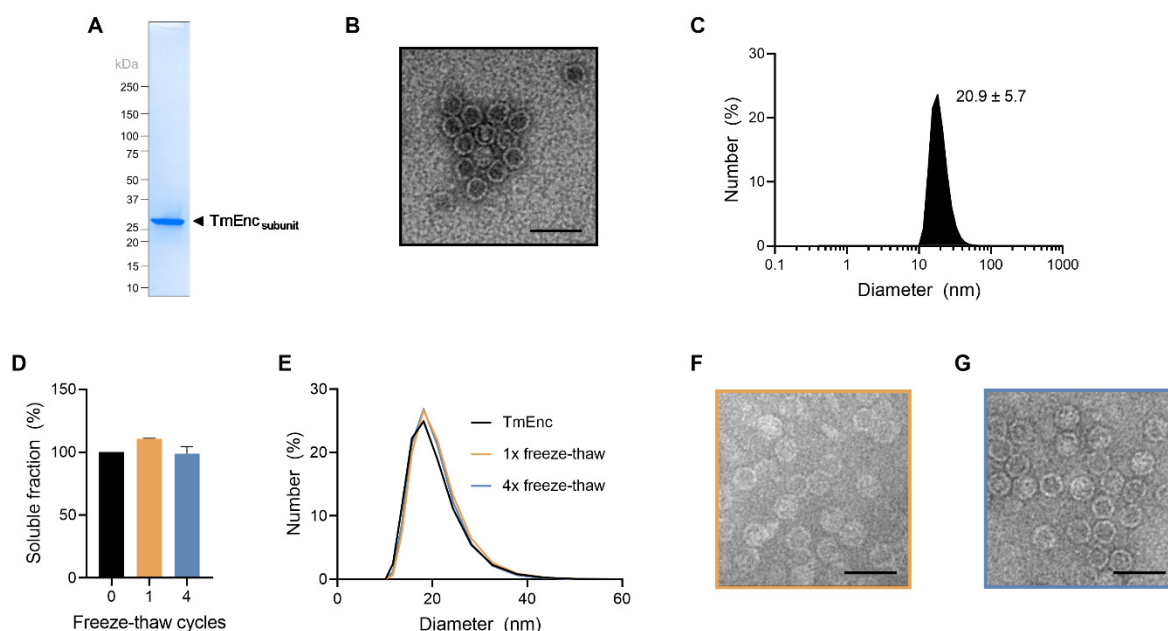 A
kDa
250
150
100
75
50
37
25
20
15
10
TmEnc subunit
B
C
Number (%)
30
20
10
0
20.9 ± 5.7
0.1 1 10 100 1000
Diameter (nm)
D
Soluble fraction (%)
150
100
50
0
0 1 4
Freeze-thaw cycles
E
Number (%)
30
20
10
0
TmEnc
1x freeze-thaw
4x freeze-thaw
0 20 40 60
Diameter (nm)
F
G